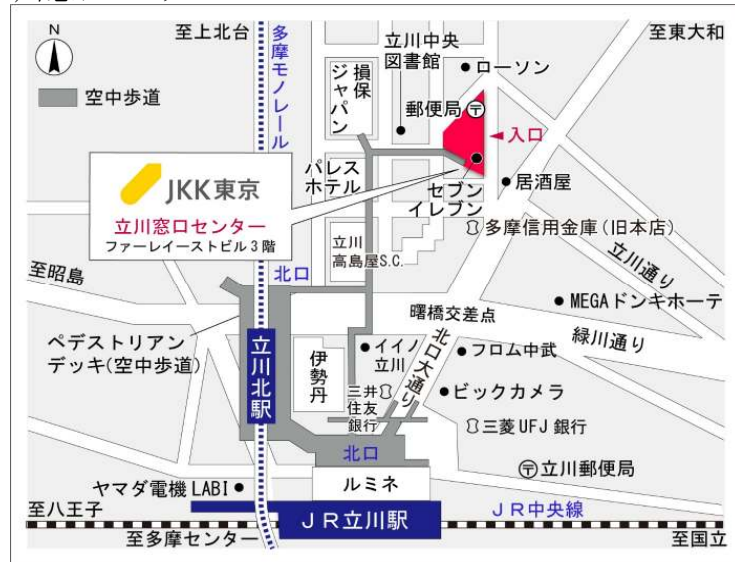 N
至上北台
多摩モノレール
空中歩道
立川中央
図書館
ローソン
至東大和
損保
ジャパン
郵便局
入口
JKK東京
立川窓口センター
ファーレイーストビル3階
パレス
ホテル
セブン
イレブン
居酒屋
多摩信用金庫(旧本店)
立川
高島屋S.C.
立川通り
北口
至昭島
MEGAドンキホーテ
曙橋交差点
緑川通り
ペデストリアン
デッキ(空中歩道)
立川北駅
伊勢丹
イイノ
立川
北口大通り
フロム中武
三井
住友
銀行
ビックカメラ
三菱UFJ銀行
北口
立川郵便局
ルミネ
ヤマダ電機LABI
至八王子
JR立川駅
JR中央線
至多摩センター
至国立